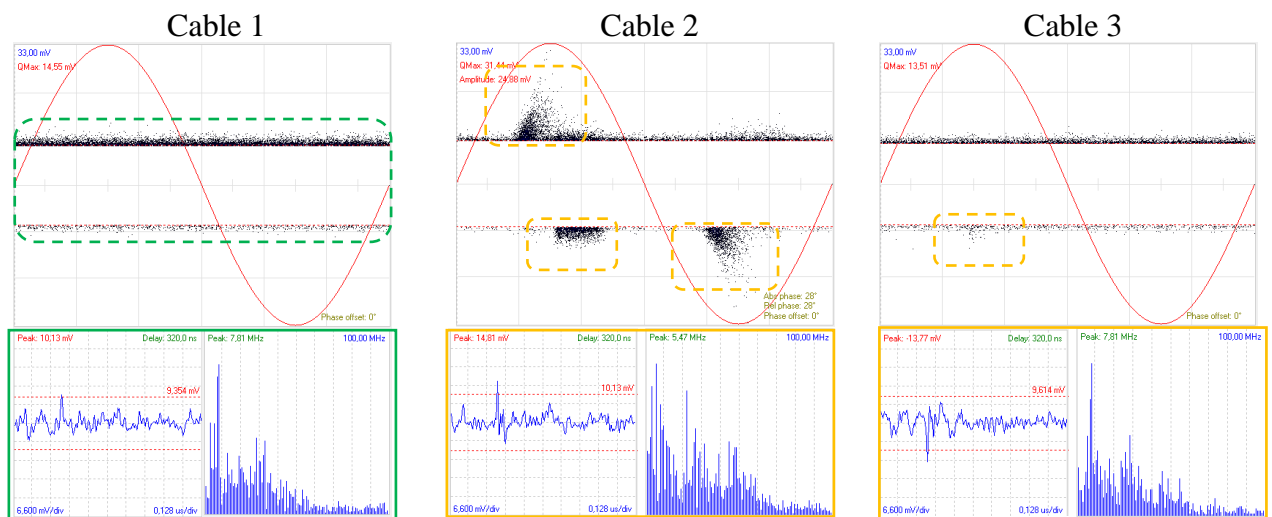 Cable 1
33,00 mV
QMax: 14,55 mV
Phase offset: 0°
Peak: 10,13 mV
Delay: 320,0 ns
9,354 mV
6,600 mV/div
0,128 us/div
Peak: 7,81 MHz
100,00 MHz
Cable 2
33,00 mV
QMax: 31,44 mV
Amplitude: 24,88 mV
Abs phase: 28°
Rel phase: 28°
Phase offset: 0°
Peak: 14,81 mV
Delay: 320,0 ns
10,13 mV
6,600 mV/div
0,128 us/div
Peak: 5,47 MHz
100,00 MHz
Cable 3
33,00 mV
QMax: 13,51 mV
Phase offset: 0°
Peak: -13,77 mV
Delay: 320,0 ns
9,614 mV
6,600 mV/div
0,128 us/div
Peak: 7,81 MHz
100,00 MHz